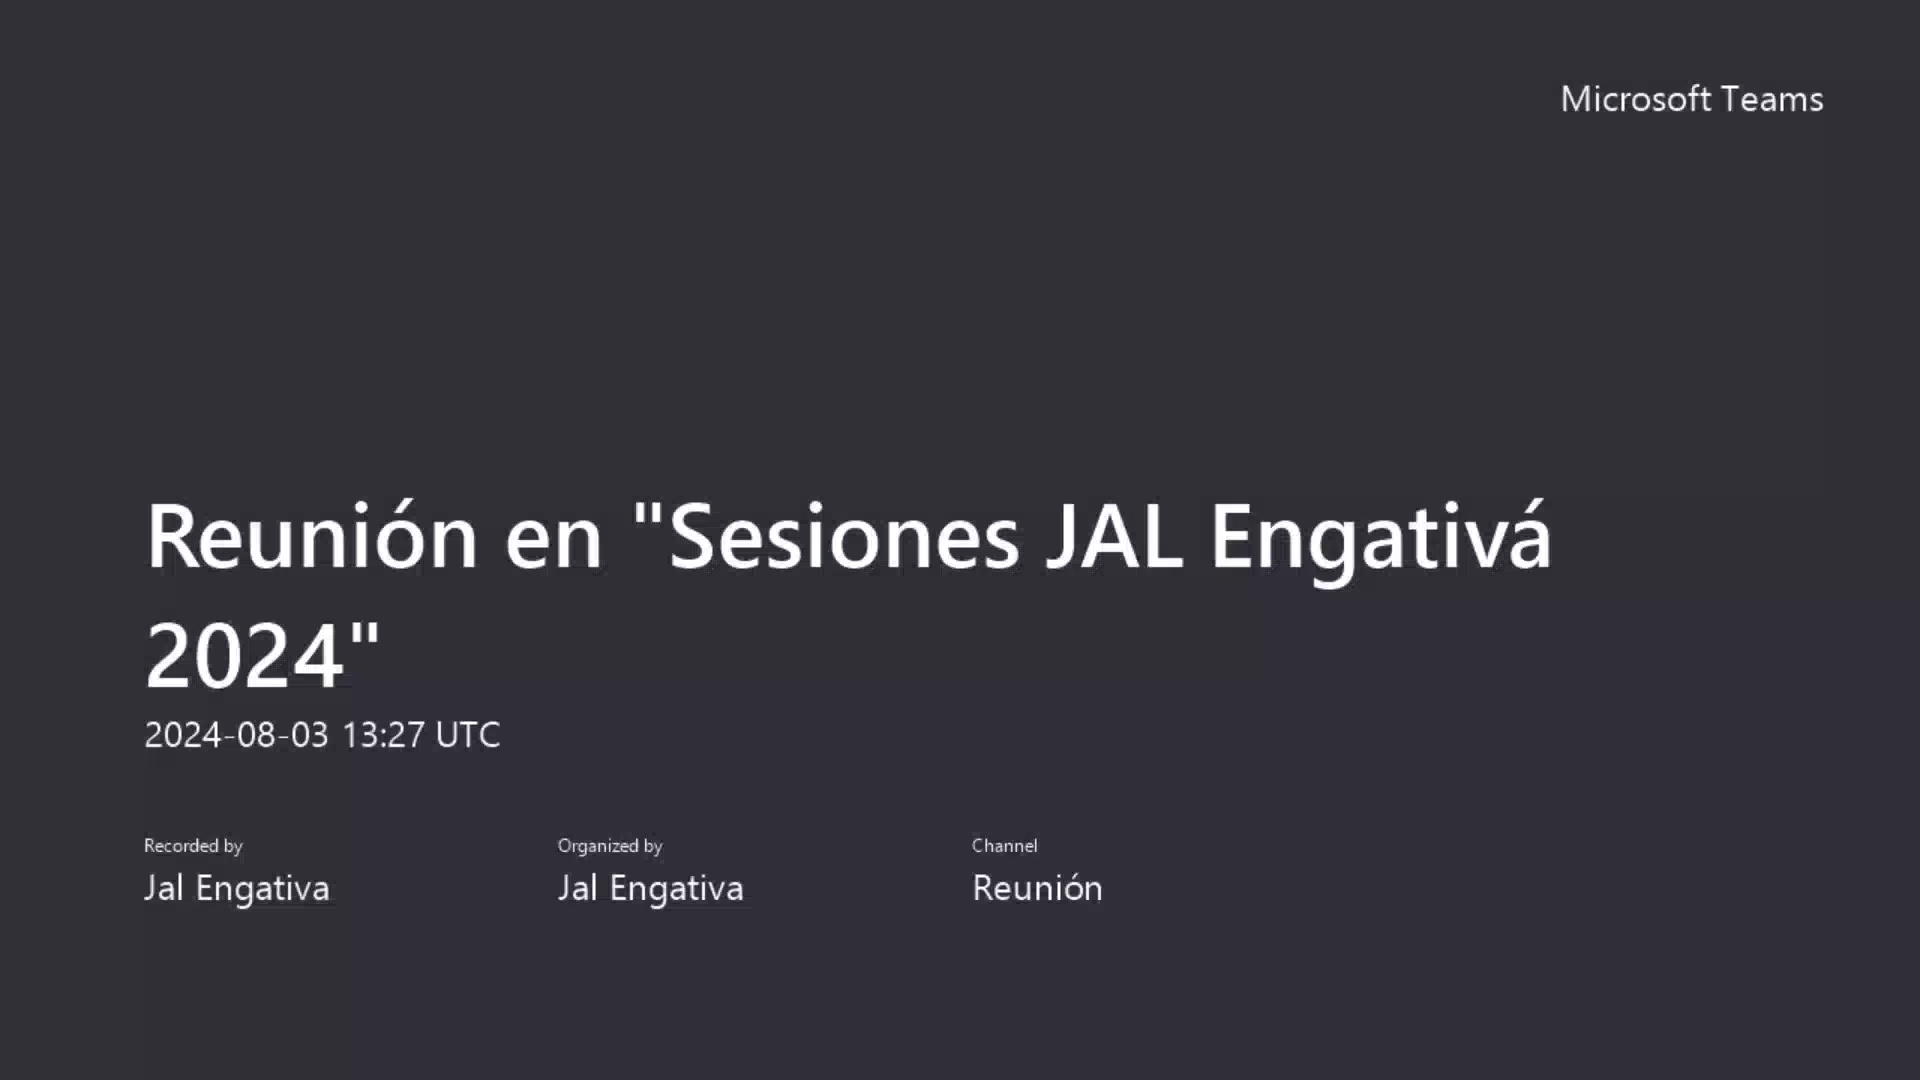 Microsoft Teams
Reunión en "Sesiones JAL Engativá
2024"
2024-08-03 13:27 UTC
Recorded by
Jal Engativa
Organized by
Jal Engativa
Channel
Reunión